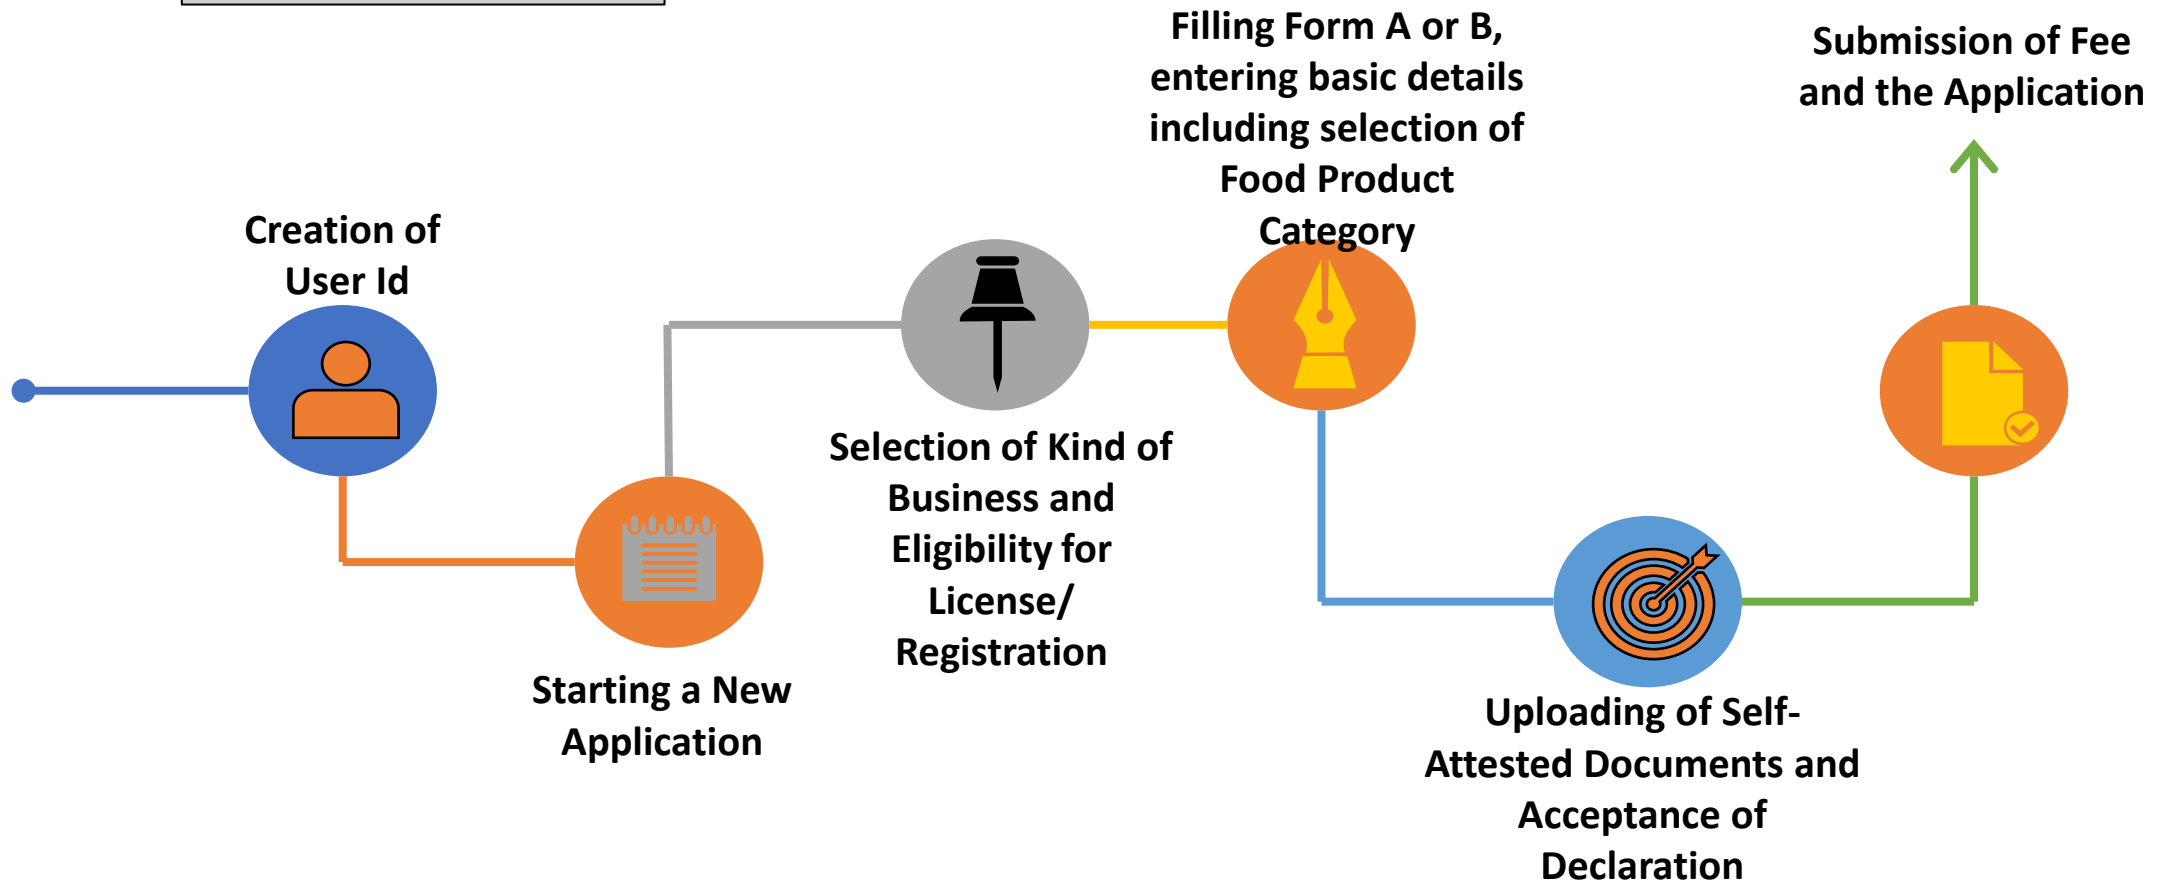 Creation of
User Id
Starting a New
Application
Selection of Kind of
Business and
Eligibility for
License/
Registration
Filling Form A or B,
entering basic details
including selection of
Food Product
Category
Uploading of Self-
Attested Documents and
Acceptance of
Declaration
Submission of Fee
and the Application